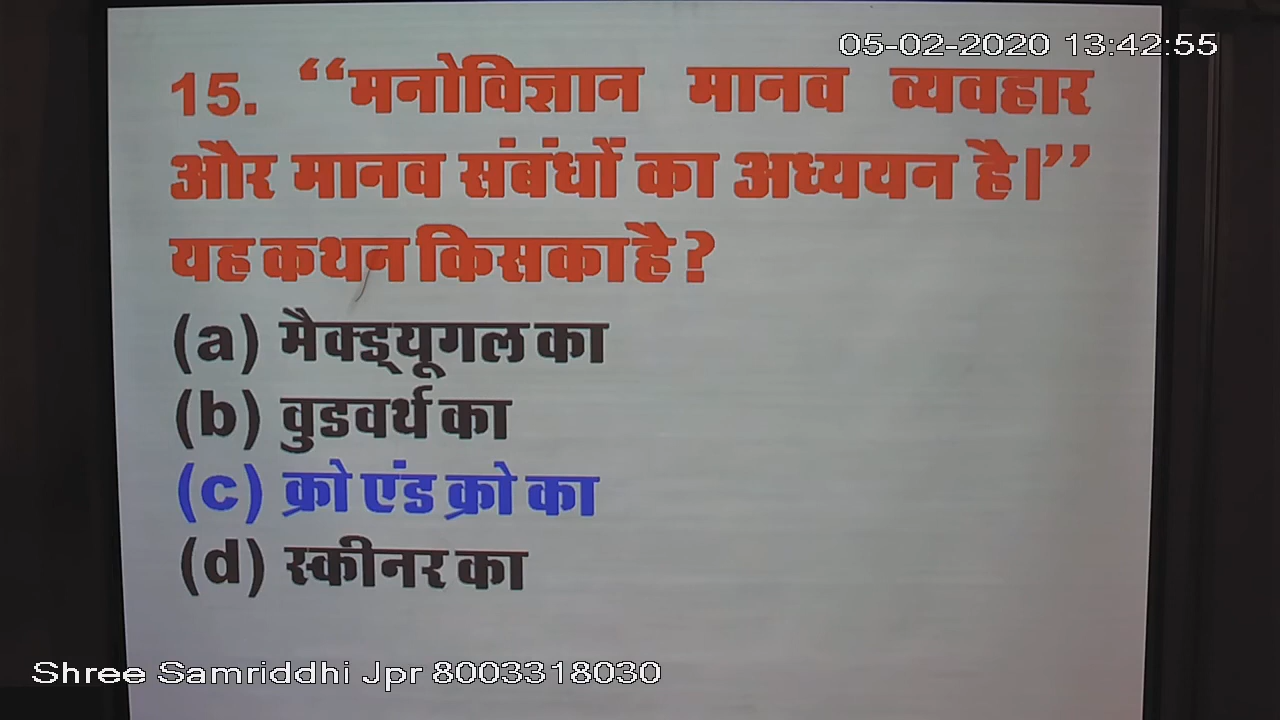 05-02-2020 13:42:55
15. “मनोविज्ञान मानव व्यवहार
और मानव संबंधों का अध्ययन है।”
यह कथन किसका है?
(a) मैक्ड्यूगल का
(b) वुडवर्थ का
(c) क्रो एंड क्रो का
(d) स्कीनर का
Shree Samriddhi Jpr 8003318030